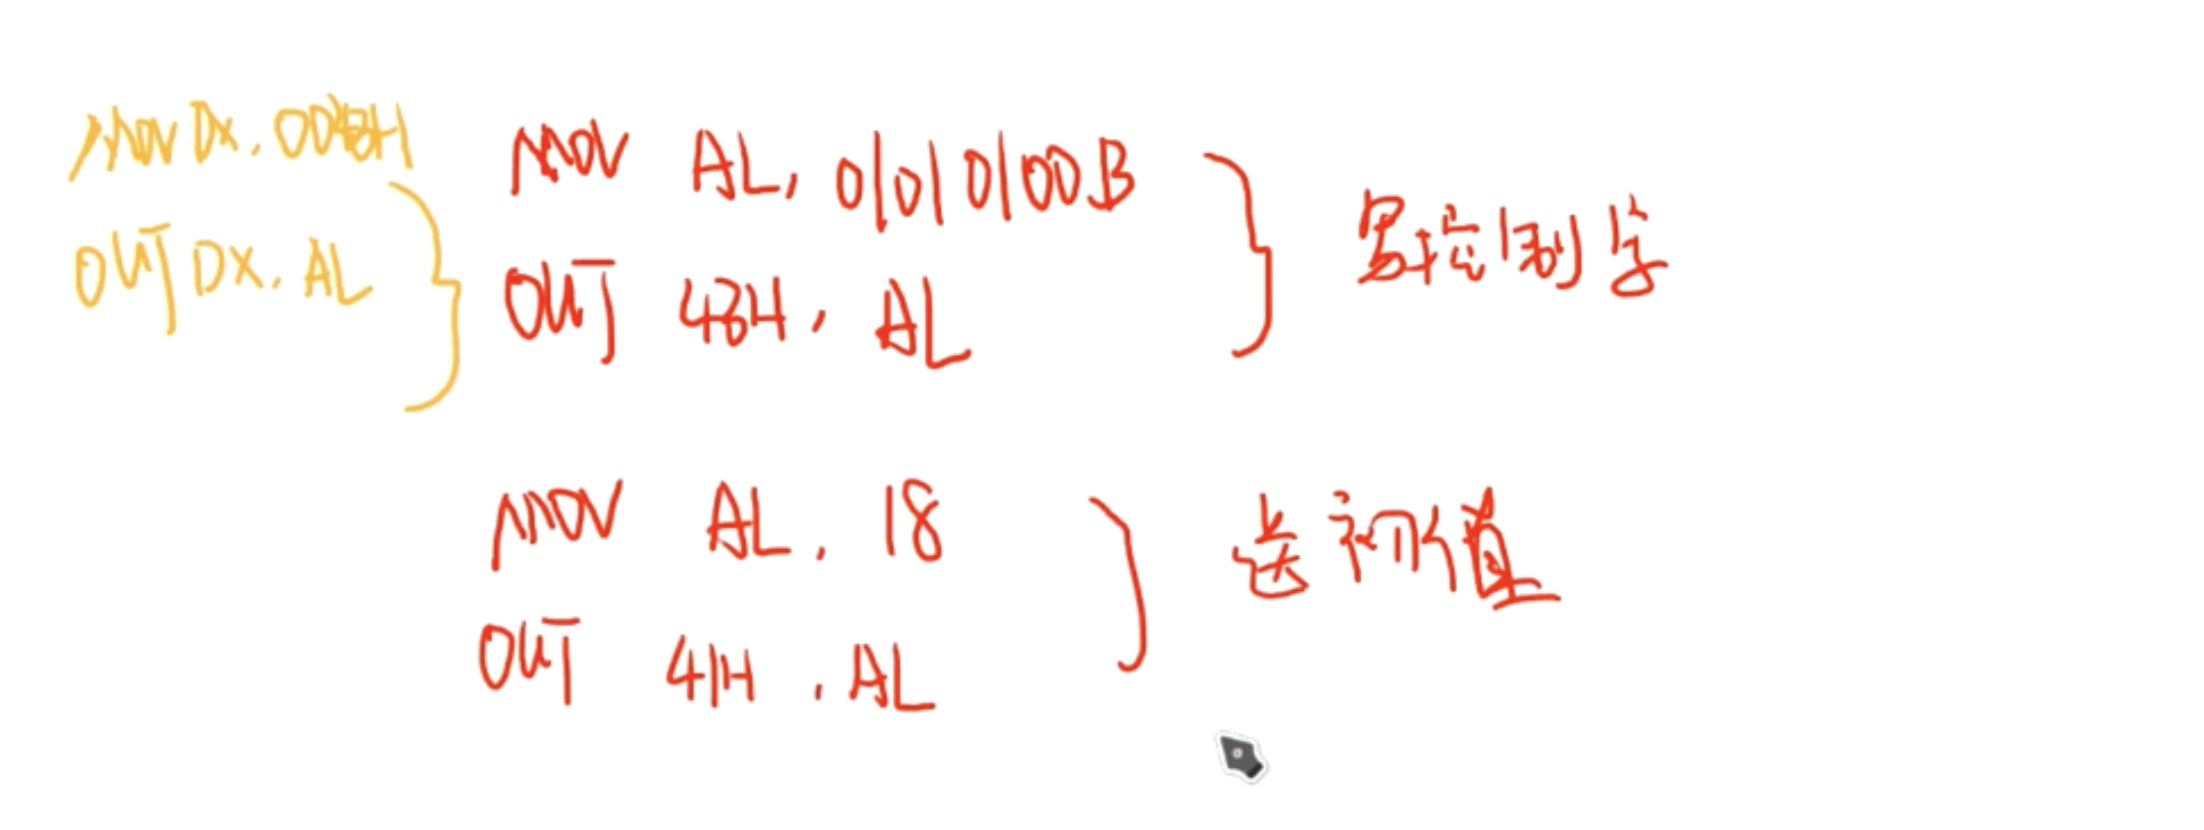 MOV DX, 0043H
OUT DX, AL
MOV AL, 01010100B
OUT 43H, AL
写控制字
MOV AL, 18
OUT 41H, AL
送初值